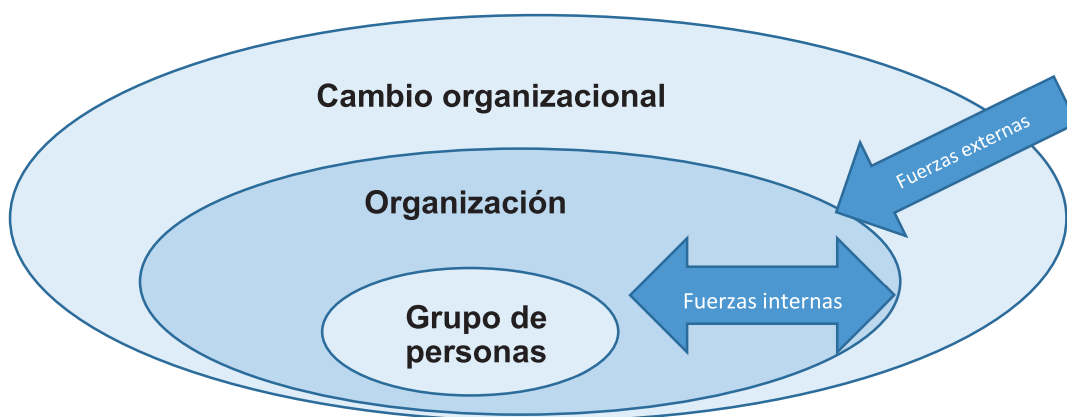 Cambio organizacional
Fuerzas externas
Organización
Fuerzas internas
Grupo de
personas